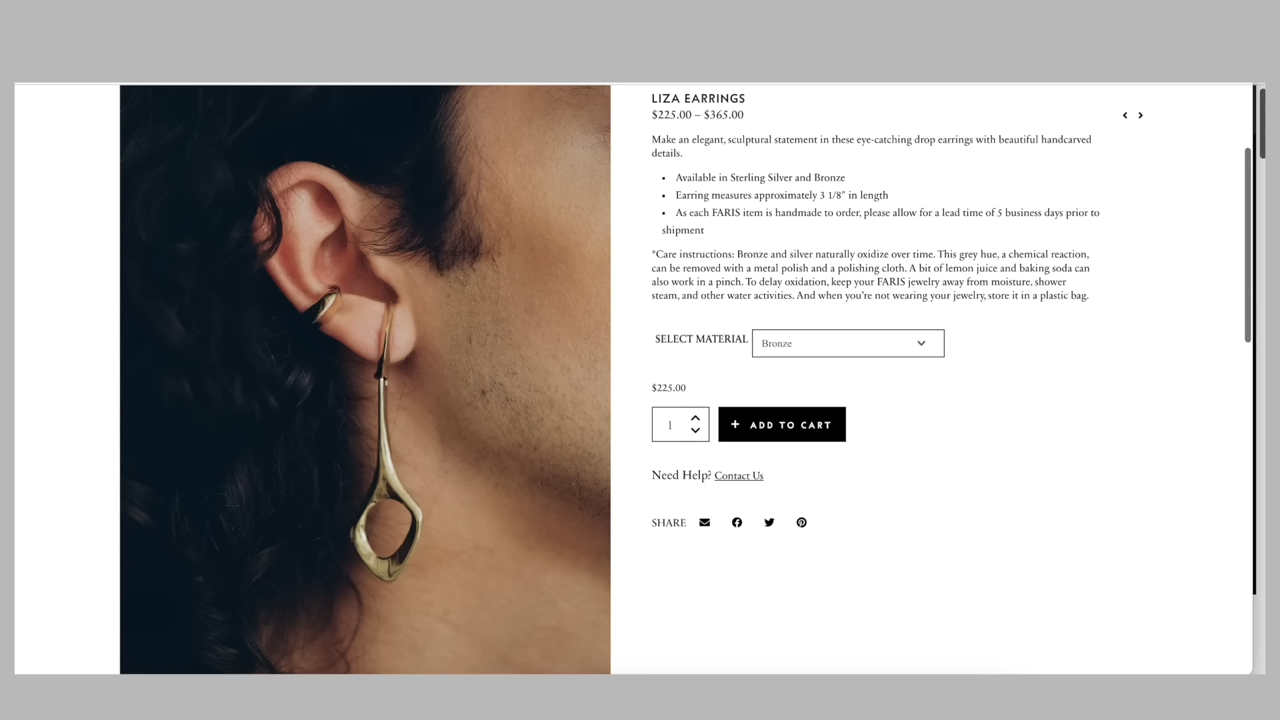 LIZA EARRINGS
$225.00 – $365.00
Make an elegant, sculptural statement in these eye-catching drop earrings with beautiful handcarved
details.
• Available in Sterling Silver and Bronze
• Earring measures approximately 3 1/8" in length
• As each FARIS item is handmade to order, please allow for a lead time of 5 business days prior to
shipment
*Care instructions: Bronze and silver naturally oxidize over time. This grey hue, a chemical reaction,
can be removed with a metal polish and a polishing cloth. A bit of lemon juice and baking soda can
also work in a pinch. To delay oxidation, keep your FARIS jewelry away from moisture, shower
steam, and other water activities. And when you're not wearing your jewelry, store it in a plastic bag.
SELECT MATERIAL Bronze
$225.00
1 + ADD TO CART
Need Help? Contact Us
SHARE